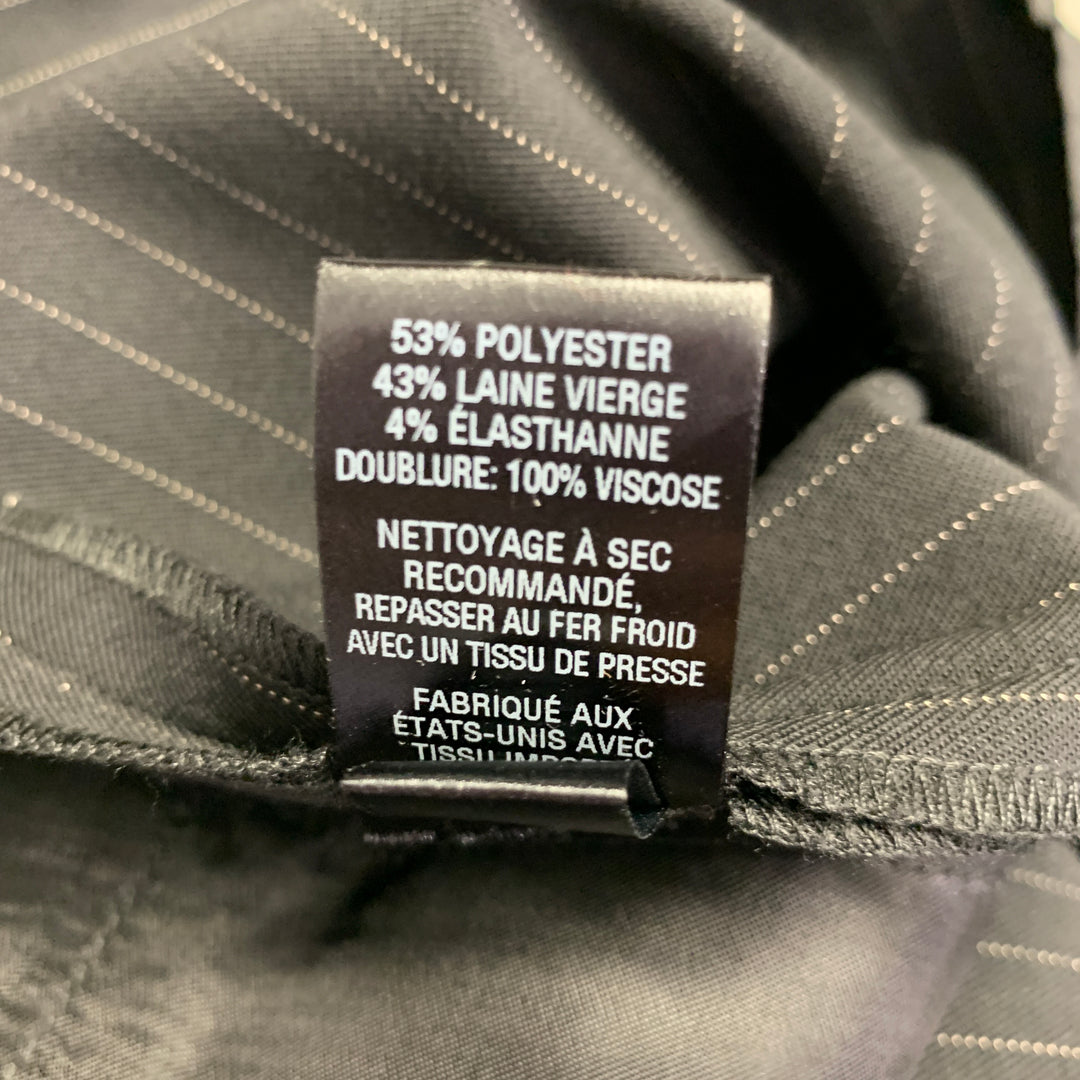 53% POLYESTER
43% LAINE VIERGE
4% ÉLASTHANNE
DOUBLURE: 100% VISCOSE
NETTOYAGE À SEC
RECOMMANDÉ,
REPASSER AU FER FROID
AVEC UN TISSU DE PRESSE
FABRIQUÉ AUX
ÉTATS-UNIS AVEC
TISSU